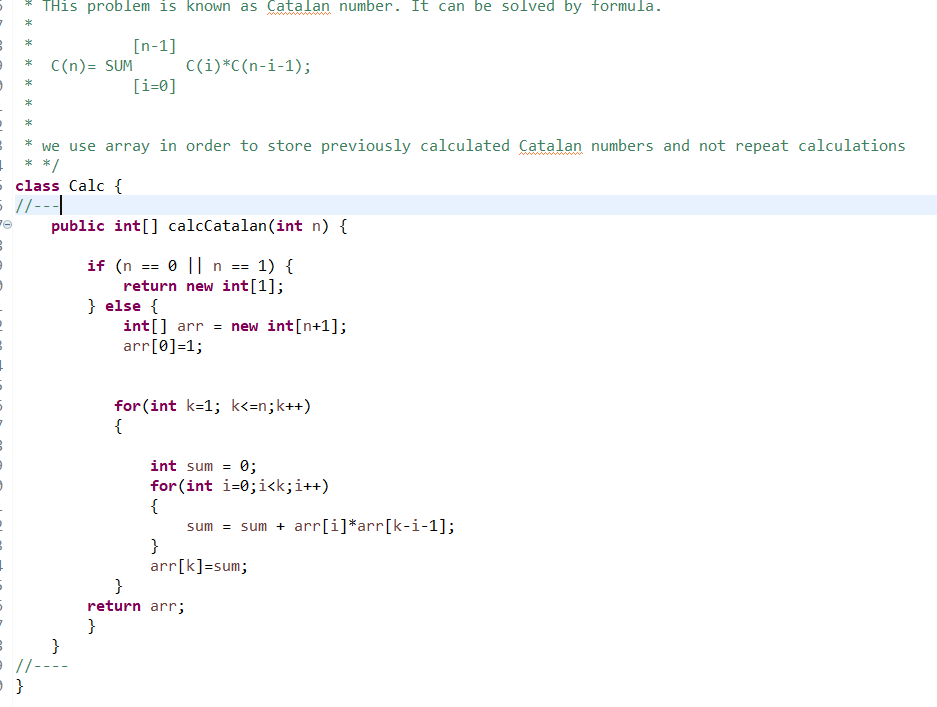 * THis problem is known as Catalan number. It can be solved by formula.
*
* [n-1]
* C(n)= SUM C(i)*C(n-i-1);
* [i=0]
*
*
* we use array in order to store previously calculated Catalan numbers and not repeat calculations
* */
class Calc {
//---
public int[] calcCatalan(int n) {
if (n == 0 || n == 1) {
return new int[1];
} else {
int[] arr = new int[n+1];
arr[0]=1;
for(int k=1; k<=n;k++)
{
int sum = 0;
for(int i=0;i<k;i++)
{
sum = sum + arr[i]*arr[k-i-1];
}
arr[k]=sum;
}
return arr;
}
}
//----
}